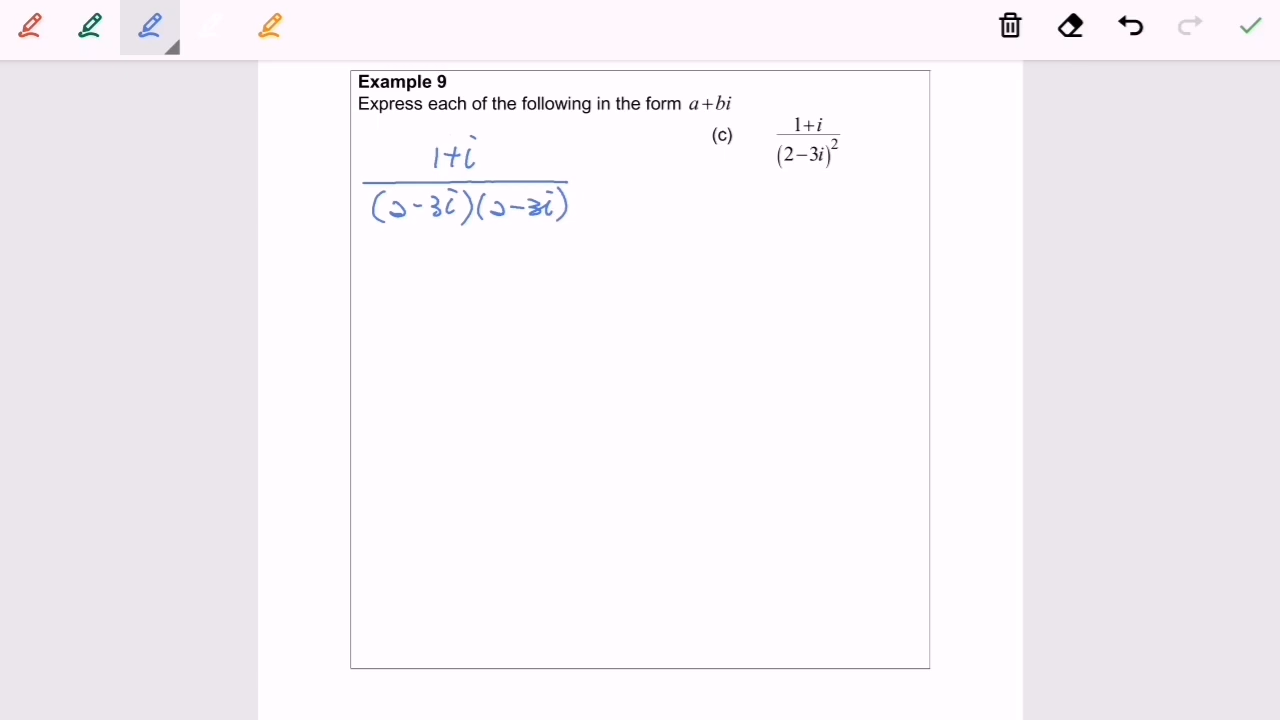 Example 9
Express each of the following in the form a+bi
(c) 1+i
(2−3i)²
1+i
(2-3i)(2-3i)